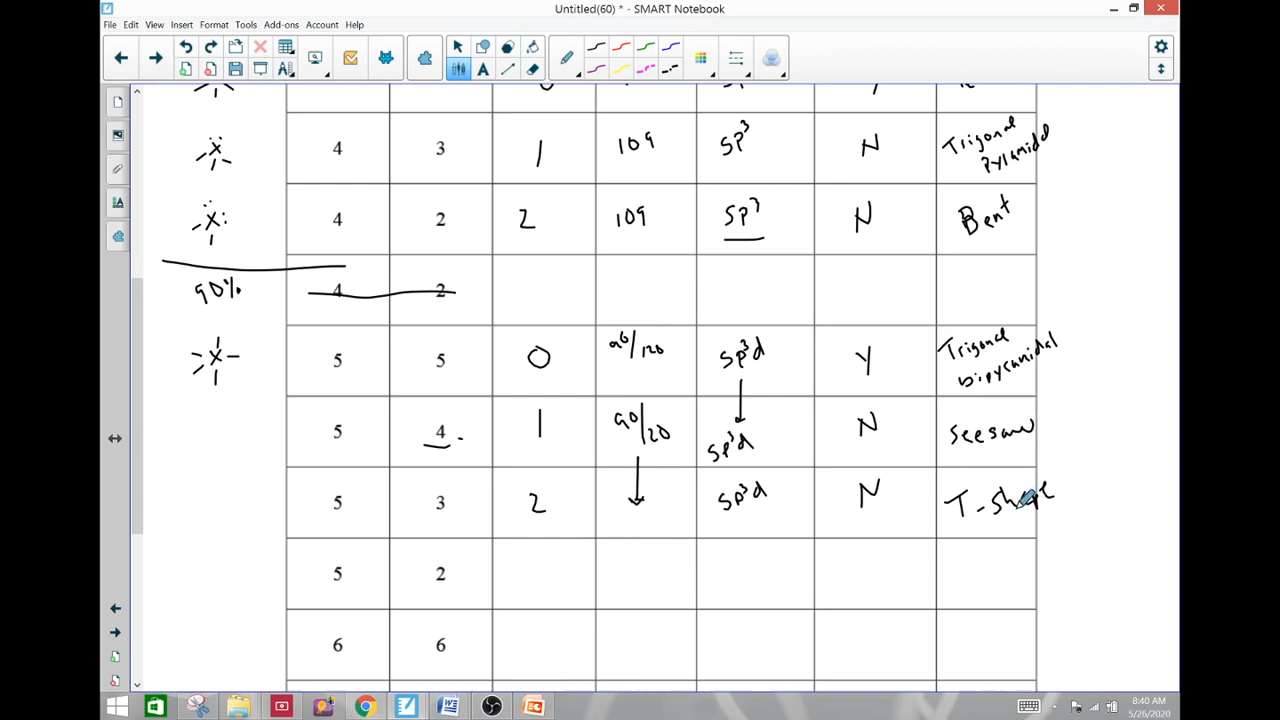 Untitled(60) * - SMART Notebook
File Edit View Insert Format Tools Add-ons Account Help
4 3 1 109 sp³ N Trigonal
pyramidal
4 2 2 109 sp³ N Bent
90% 4 2
X 5 5 0 90/120 sp³d Y Trigonal
bipyramidal
5 4 1 90/120 sp³d N Seesaw
5 3 2 sp³d N T-shape
5 2
6 6
8:40 AM
5/26/2020